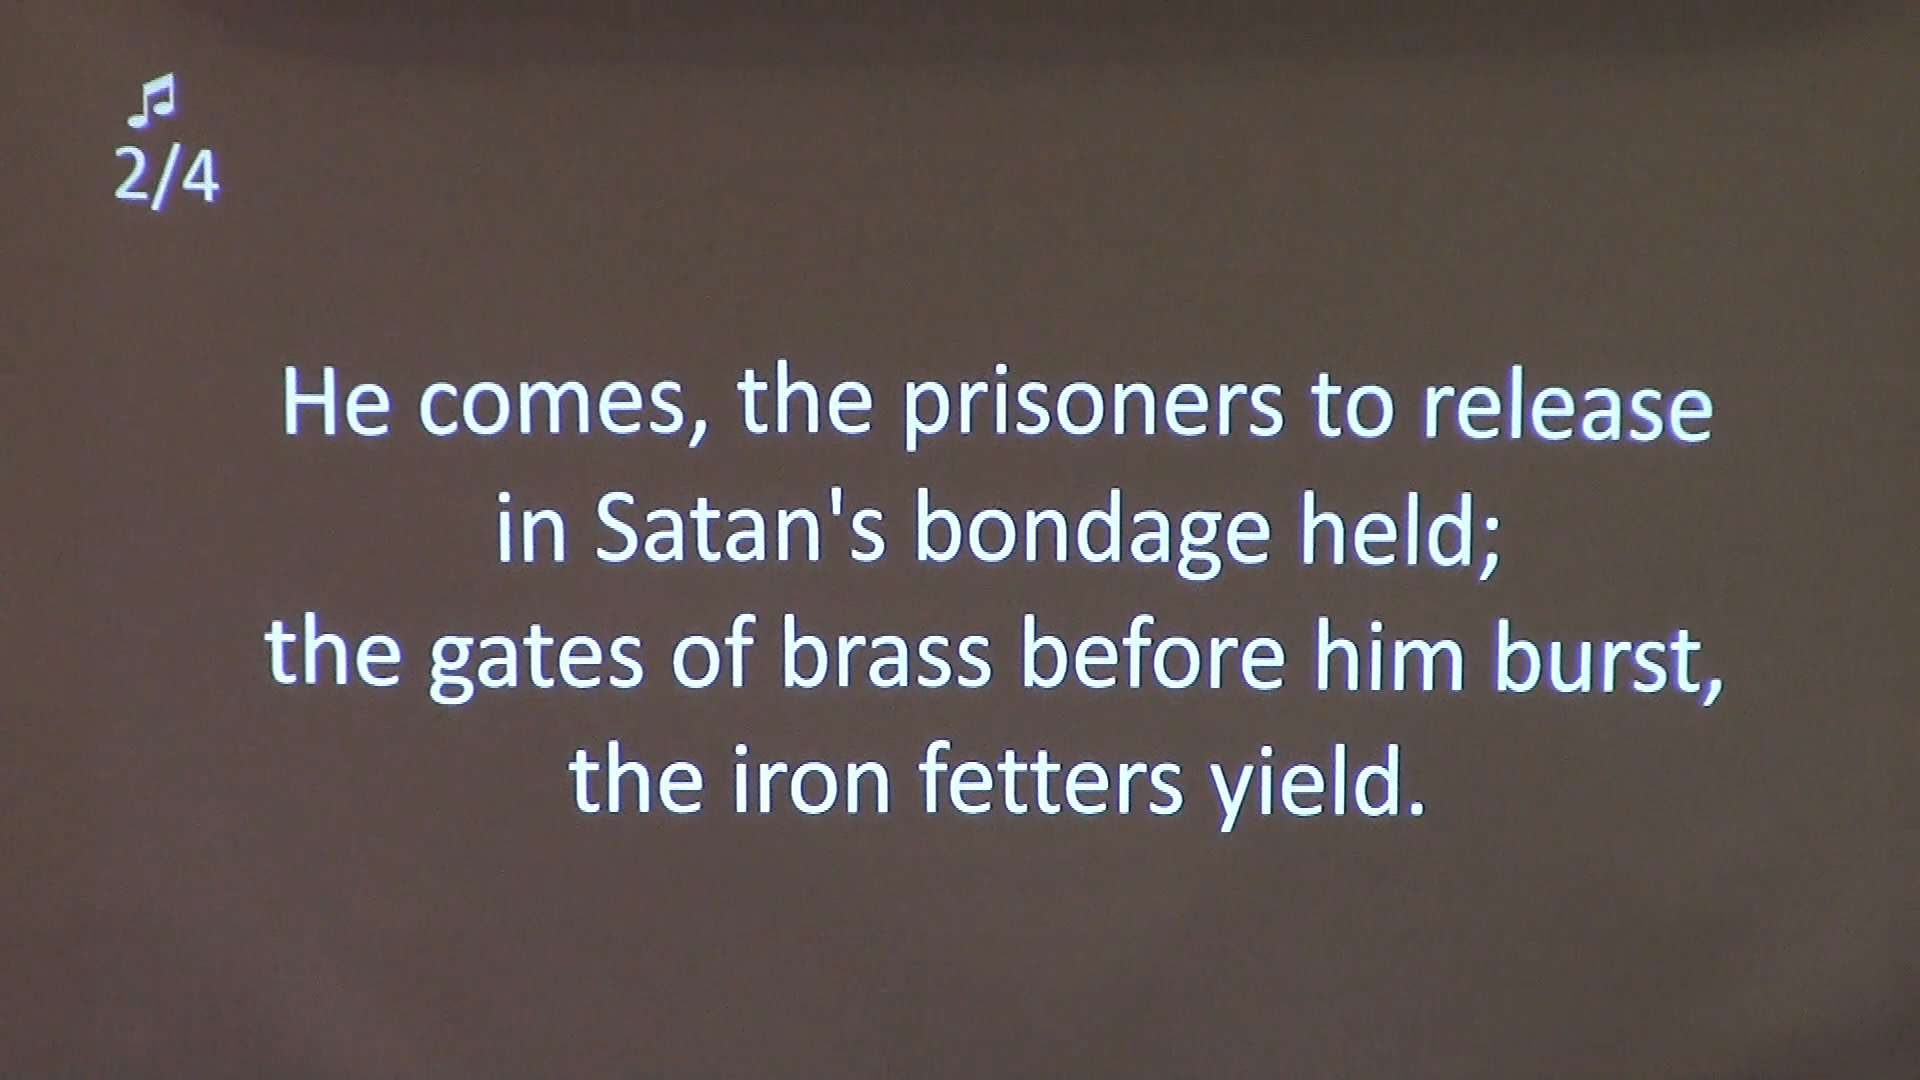 ♫
2/4
He comes, the prisoners to release
in Satan's bondage held;
the gates of brass before him burst,
the iron fetters yield.